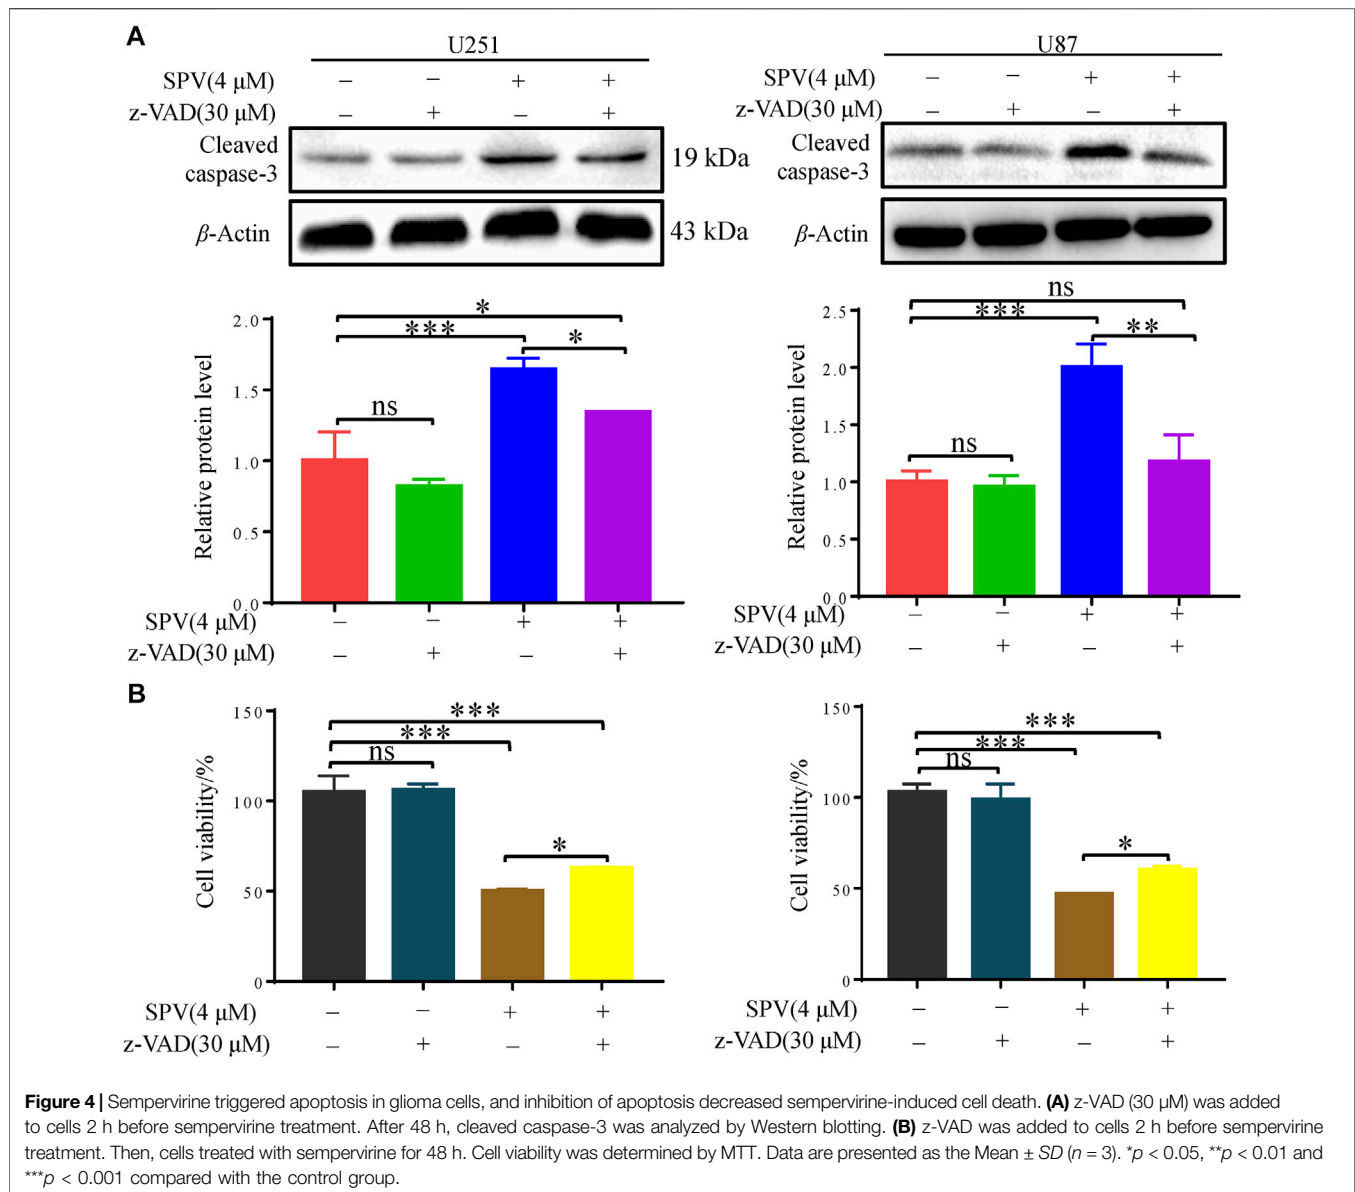 A
U251
SPV(4 μM) – – + +
z-VAD(30 μM) – + – +
Cleaved
caspase-3
19 kDa
β-Actin
43 kDa
U87
SPV(4 μM) – – + +
z-VAD(30 μM) – + – +
Cleaved
caspase-3
β-Actin
Relative protein level
2.0
1.5
1.0
0.5
0.0
*
***
*
ns
SPV(4 μM) – – + +
z-VAD(30 μM) – + – +
Relative protein level
2.5
2.0
1.5
1.0
0.5
0.0
ns
***
**
ns
SPV(4 μM) – – + +
z-VAD(30 μM) – + – +
B
Cell viability/%
150
100
50
0
***
***
ns
*
SPV(4 μM) – – + +
z-VAD(30 μM) – + – +
Cell viability/%
150
100
50
0
***
***
ns
*
SPV(4 μM) – – + +
z-VAD(30 μM) – + – +
Figure 4 | Sempervirine triggered apoptosis in glioma cells, and inhibition of apoptosis decreased sempervirine-induced cell death. (A) z-VAD (30 μM) was added
to cells 2 h before sempervirine treatment. After 48 h, cleaved caspase-3 was analyzed by Western blotting. (B) z-VAD was added to cells 2 h before sempervirine
treatment. Then, cells treated with sempervirine for 48 h. Cell viability was determined by MTT. Data are presented as the Mean ± SD (n = 3). *p < 0.05, **p < 0.01 and
***p < 0.001 compared with the control group.